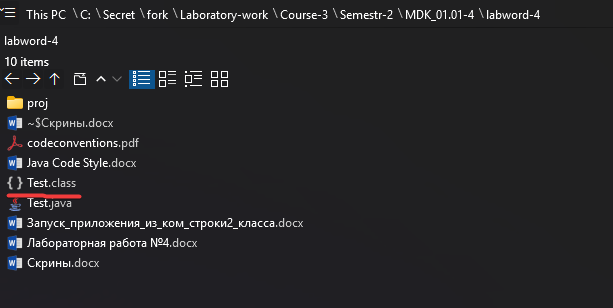 This PC \ C: \ Secret \ fork \ Laboratory-work \ Course-3 \ Semestr-2 \ MDK_01.01-4 \ labword-4
labword-4
10 items
proj
~$Скрины.docx
codeconventions.pdf
Java Code Style.docx
Test.class
Test.java
Запуск_приложения_из_ком_строки2_класса.docx
Лабораторная работа №4.docx
Скрины.docx